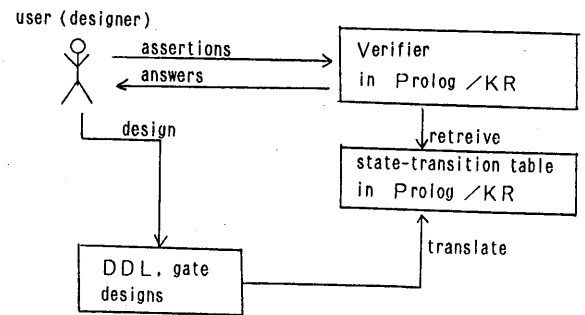 user (designer)
assertions
answers
Verifier
in Prolog /KR
design
retreive
state-transition table
in Prolog /KR
translate
DDL, gate
designs